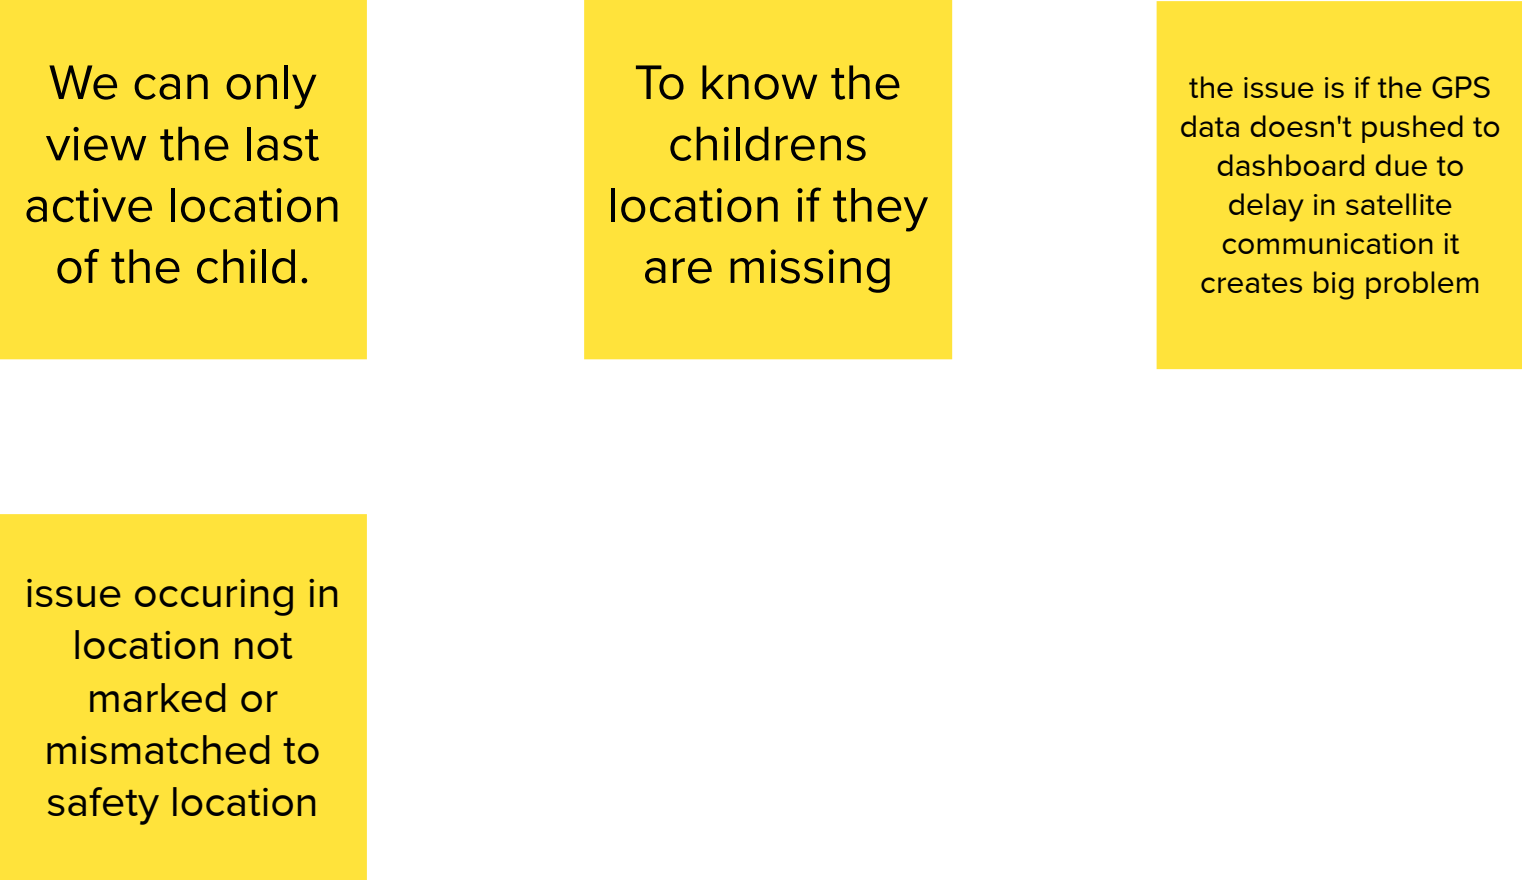 We can only
view the last
active location
of the child.
To know the
childrens
location if they
are missing
the issue is if the GPS
data doesn't pushed to
dashboard due to
delay in satellite
communication it
creates big problem
issue occuring in
location not
marked or
mismatched to
safety location